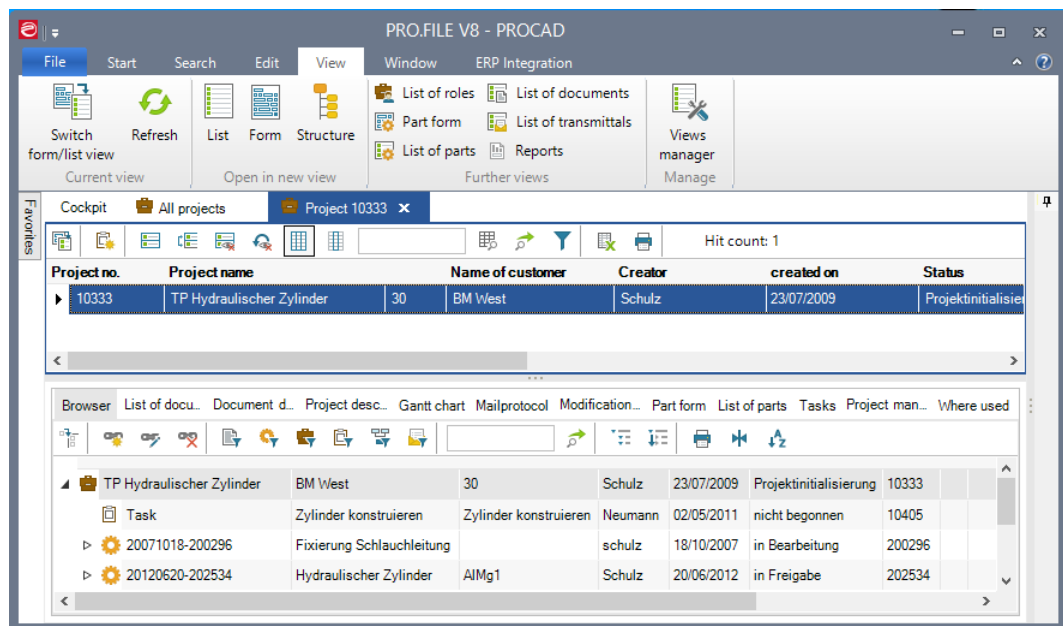 PRO.FILE V8 - PROCAD
File Start Search Edit View Window ERP Integration
List of roles List of documents
Part form List of transmittals
List of parts Reports
Switch form/list view
Refresh
List
Form
Structure
Views manager
Current view
Open in new view
Further views
Manage
Favorites
Cockpit All projects Project 10333
Hit count: 1
Project no. Project name Name of customer Creator created on Status
10333 TP Hydraulischer Zylinder 30 BM West Schulz 23/07/2009 Projektinitialisier
Browser List of docu... Document d... Project desc... Gantt chart Mailprotocol Modification... Part form List of parts Tasks Project man... Where used
TP Hydraulischer Zylinder BM West 30 Schulz 23/07/2009 Projektinitialisierung 10333
Task Zylinder konstruieren Zylinder konstruieren Neumann 02/05/2011 nicht begonnen 10405
20071018-200296 Fixierung Schlauchleitung schulz 18/10/2007 in Bearbeitung 200296
20120620-202534 Hydraulischer Zylinder AlMg1 Schulz 20/06/2012 in Freigabe 202534